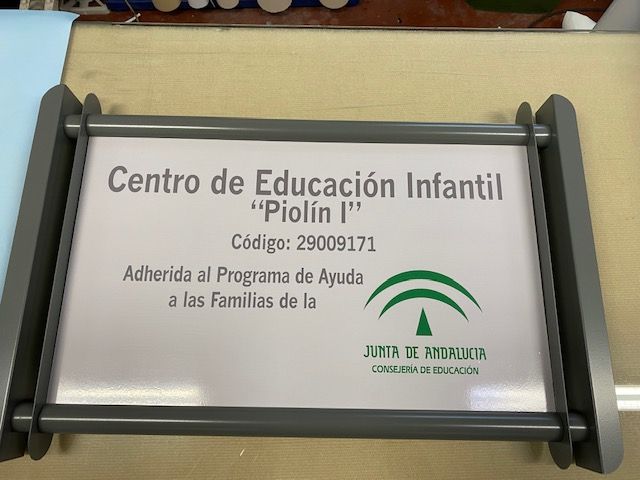 Centro de Educación Infantil
“Piolín I”
Código: 29009171
Adherida al Programa de Ayuda
a las Familias de la
JUNTA DE ANDALUCIA
CONSEJERÍA DE EDUCACIÓN